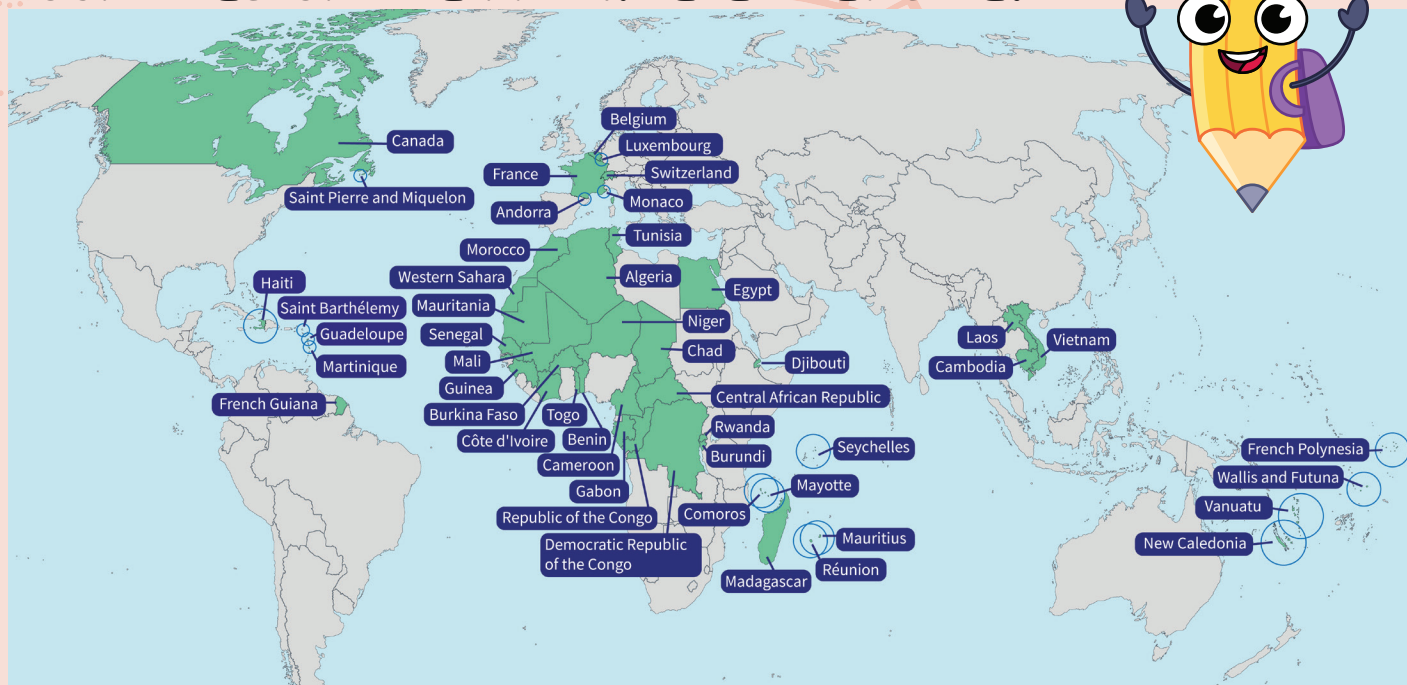 Belgium
Luxembourg
Canada
France
Switzerland
Saint Pierre and Miquelon
Andorra
Monaco
Tunisia
Morocco
Western Sahara
Algeria
Haiti
Egypt
Saint Barthélemy
Mauritania
Guadeloupe
Niger
Senegal
Laos
Vietnam
Chad
Mali
Djibouti
Martinique
Cambodia
Guinea
Central African Republic
French Guiana
Burkina Faso
Togo
Rwanda
Côte d'Ivoire
Benin
Seychelles
French Polynesia
Burundi
Cameroon
Wallis and Futuna
Mayotte
Gabon
Vanuatu
Comoros
Republic of the Congo
Mauritius
New Caledonia
Democratic Republic
of the Congo
Réunion
Madagascar